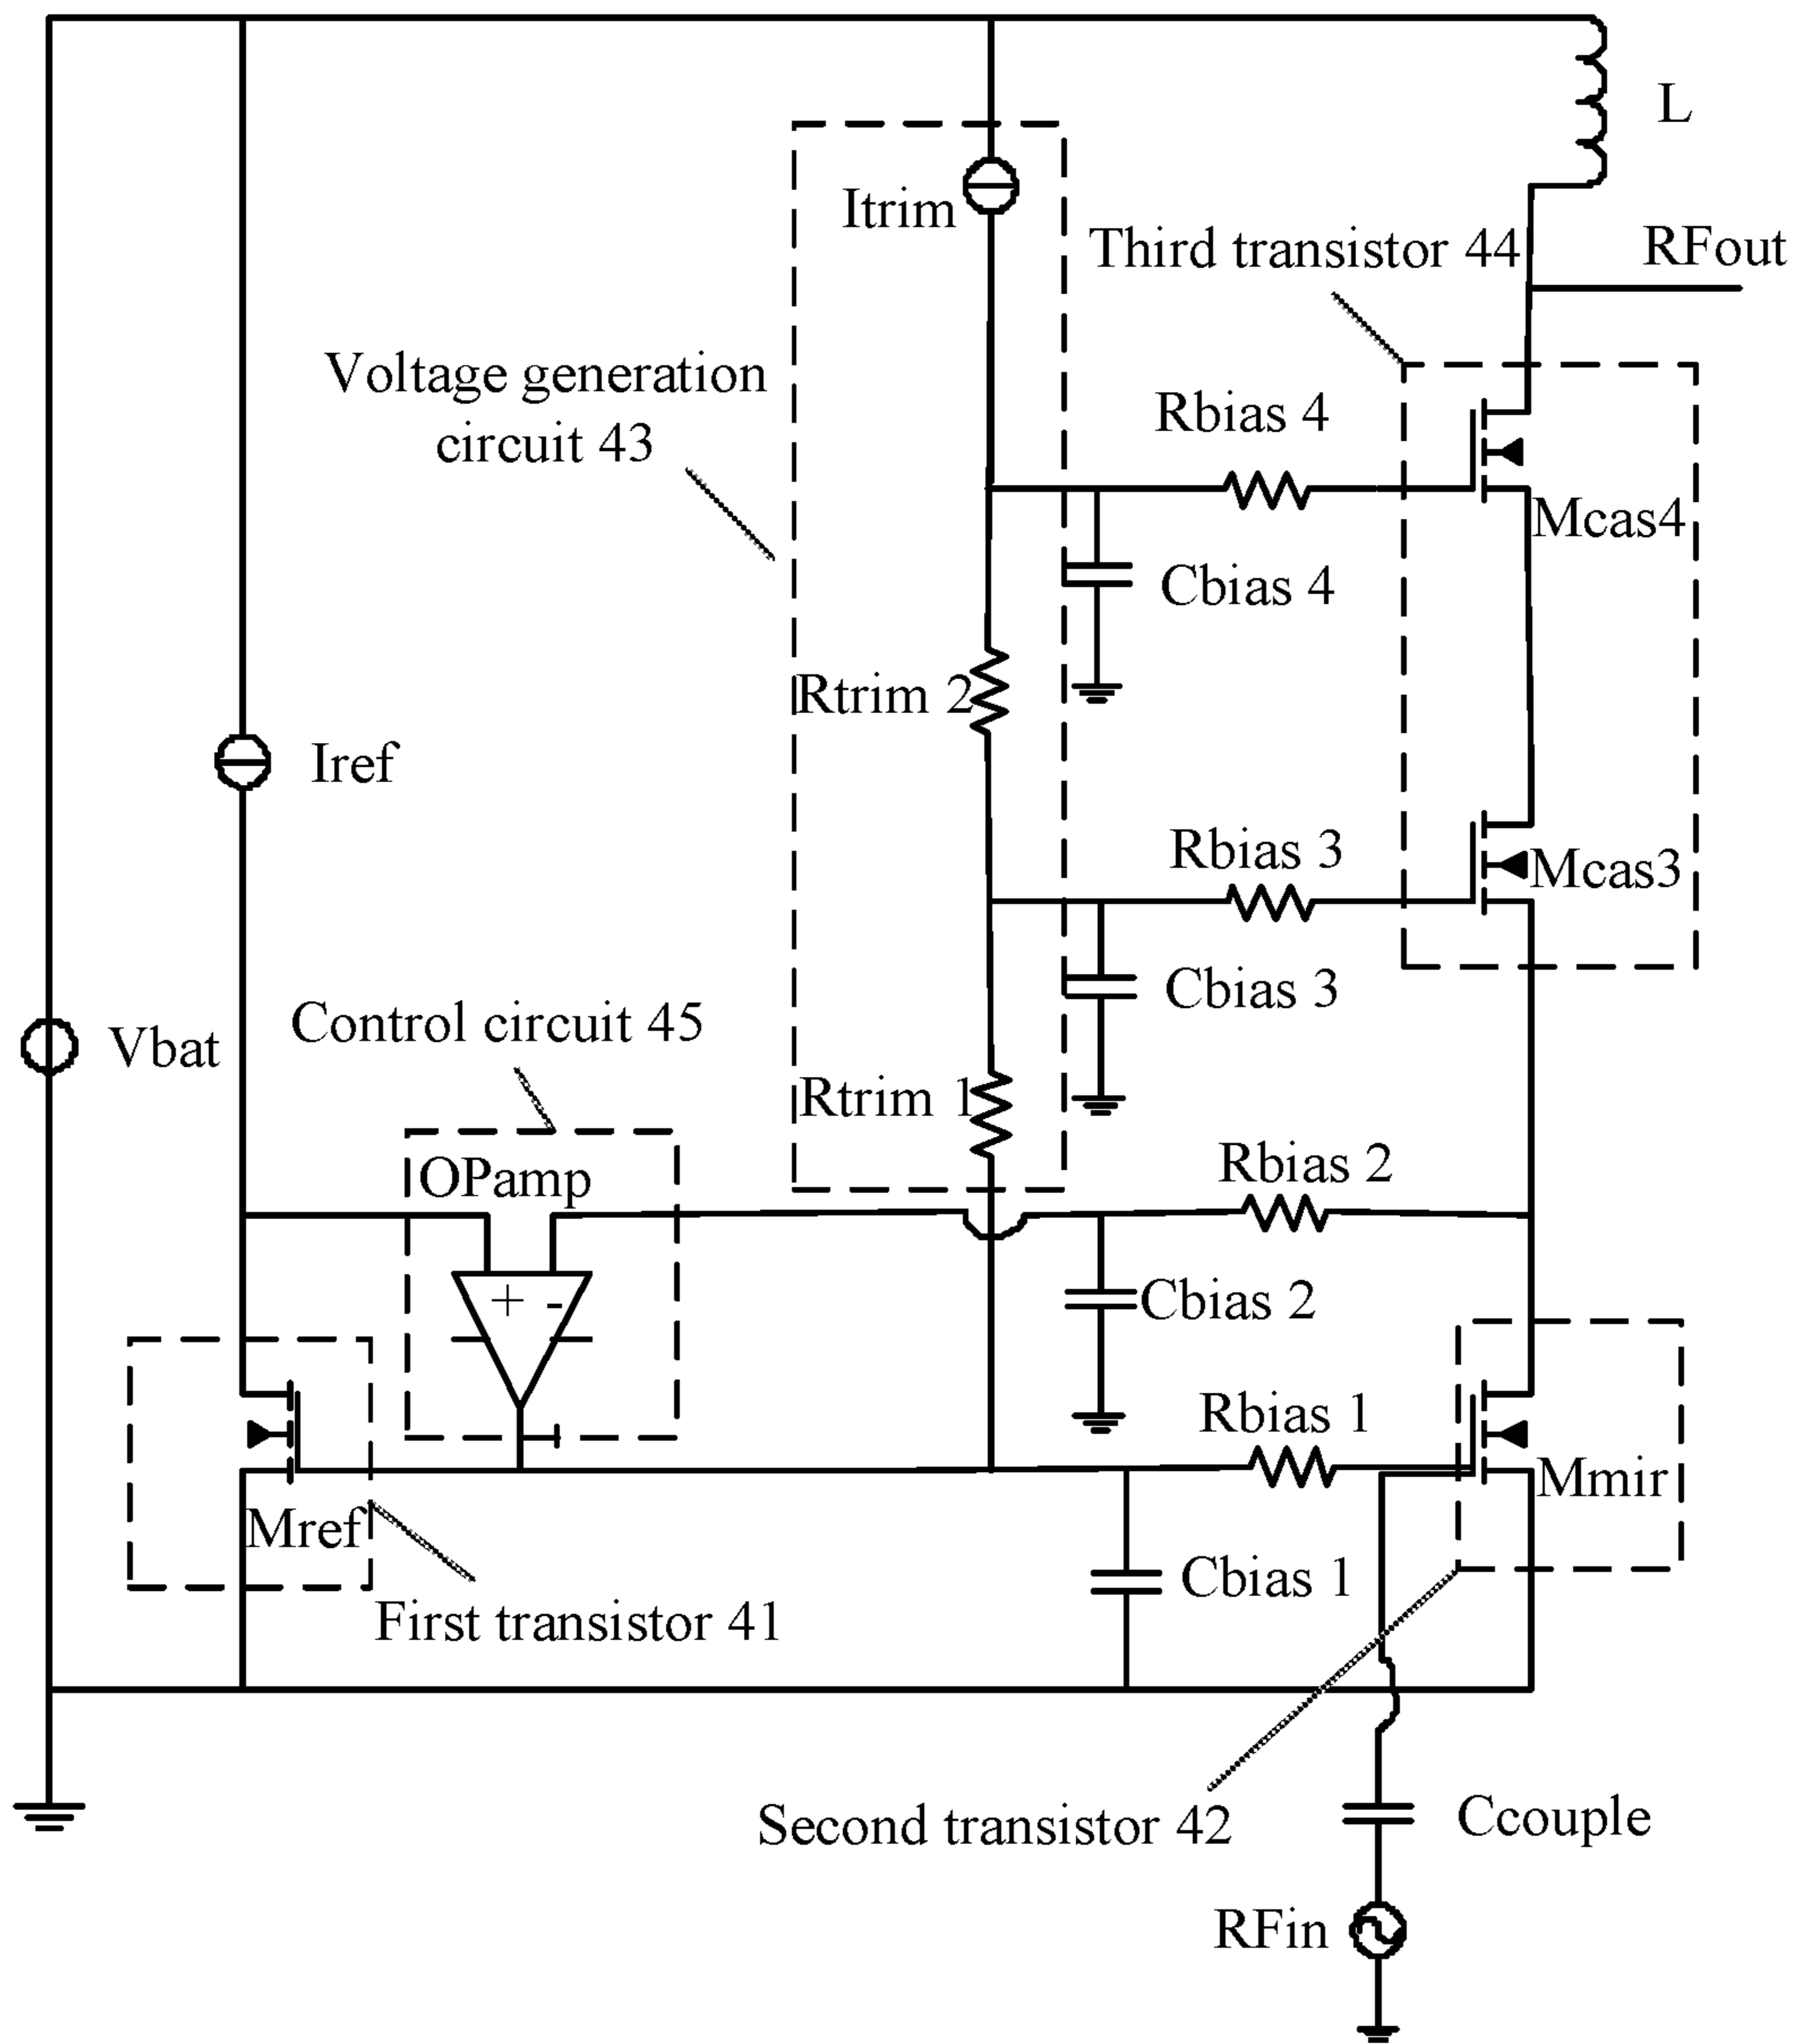 L
Itrim
Third transistor 44
RFout
Voltage generation
circuit 43
Rbias 4
Mcas4
Cbias 4
Rtrim 2
Iref
Rbias 3
Mcas3
Cbias 3
Control circuit 45
Vbat
Rtrim 1
OPamp
Rbias 2
+ -
Cbias 2
Rbias 1
Mmir
Mref
Cbias 1
First transistor 41
Second transistor 42
Ccouple
RFin